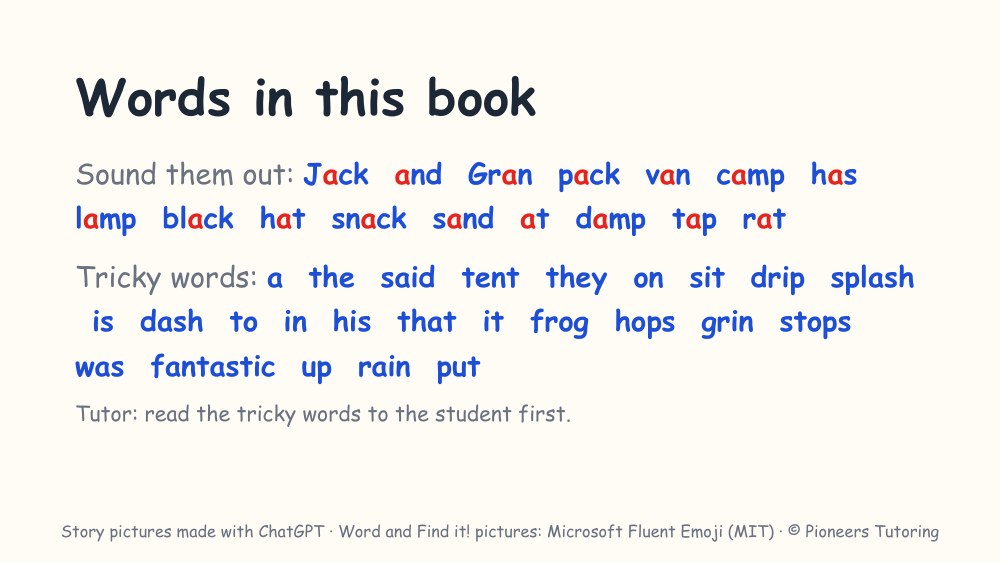 Words in this book
Sound them out: Jack and Gran pack van camp has
lamp black hat snack sand at damp tap rat
Tricky words: a the said tent they on sit drip splash
is dash to in his that it frog hops grin stops
was fantastic up rain put
Tutor: read the tricky words to the student first.
Story pictures made with ChatGPT · Word and Find it! pictures: Microsoft Fluent Emoji (MIT) · © Pioneers Tutoring